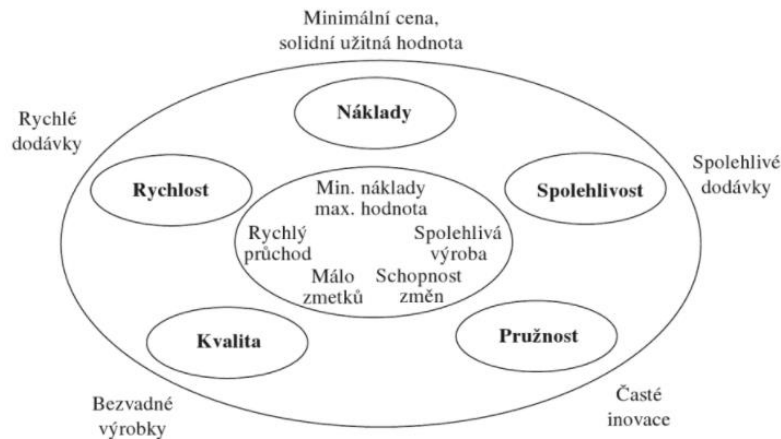 Minimální cena,
solidní užitná hodnota
Náklady
Rychlé
dodávky
Rychlost
Spolehlivé
dodávky
Spolehlivost
Min. náklady
max. hodnota
Rychlý
průchod
Spolehlivá
výroba
Málo
zmetků
Schopnost
změn
Kvalita
Pružnost
Bezvadné
výrobky
Časté
inovace